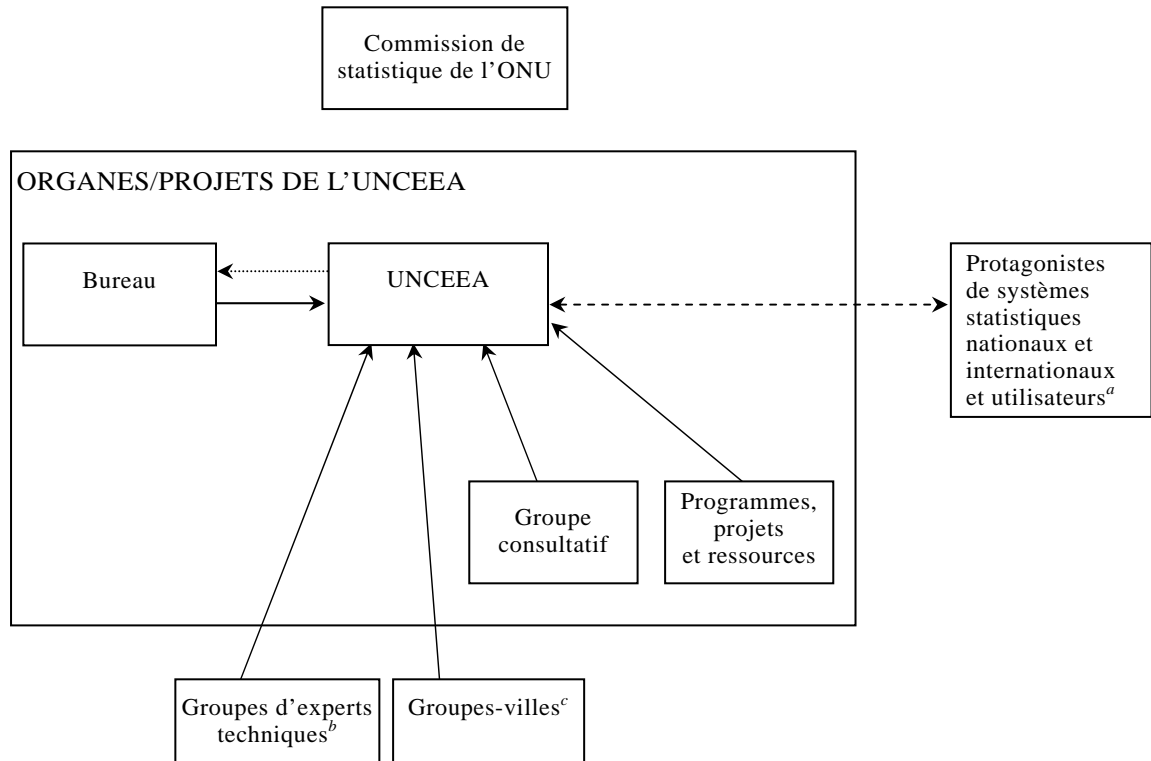 Commission de
statistique de l’ONU
ORGANES/PROJETS DE L’UNCEEA
Bureau
UNCEEA
Protagonistes
de systèmes
statistiques
nationaux et
internationaux
et utilisateursᵃ
Groupe
consultatif
Programmes,
projets
et ressources
Groupes d’experts
techniquesᵇ
Groupes-villesᶜ